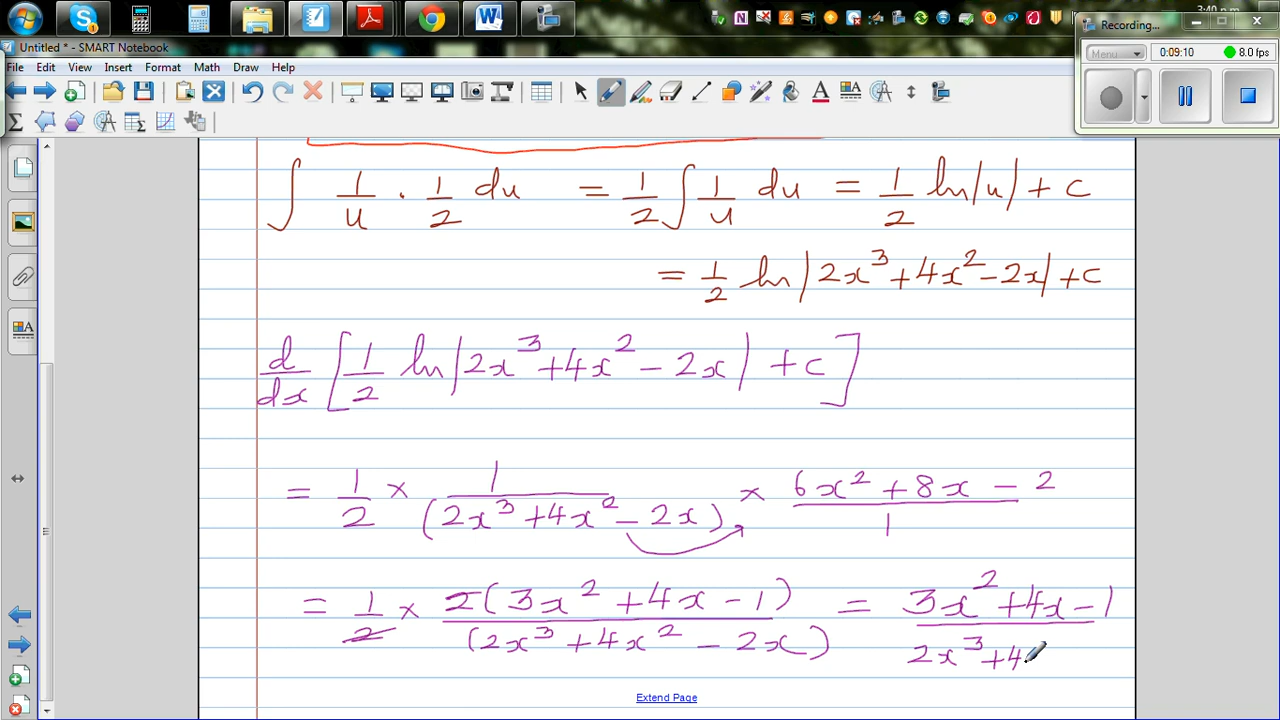 3:40 p.m.
Recording...
Untitled * - SMART Notebook
Menu
0:09:10
8.0 fps
File Edit View Insert Format Math Draw Help
∫ 1/u · 1/2 du = 1/2 ∫ 1/u du = 1/2 ln|u| + c
= 1/2 ln|2x³+4x²-2x| + c
d/dx [1/2 ln|2x³+4x²-2x| + c]
= 1/2 × 1/(2x³+4x²-2x) × 6x²+8x-2/1
= 1/2 × 2(3x²+4x-1)/(2x³+4x²-2x) = 3x²+4x-1/2x³+4
Extend Page